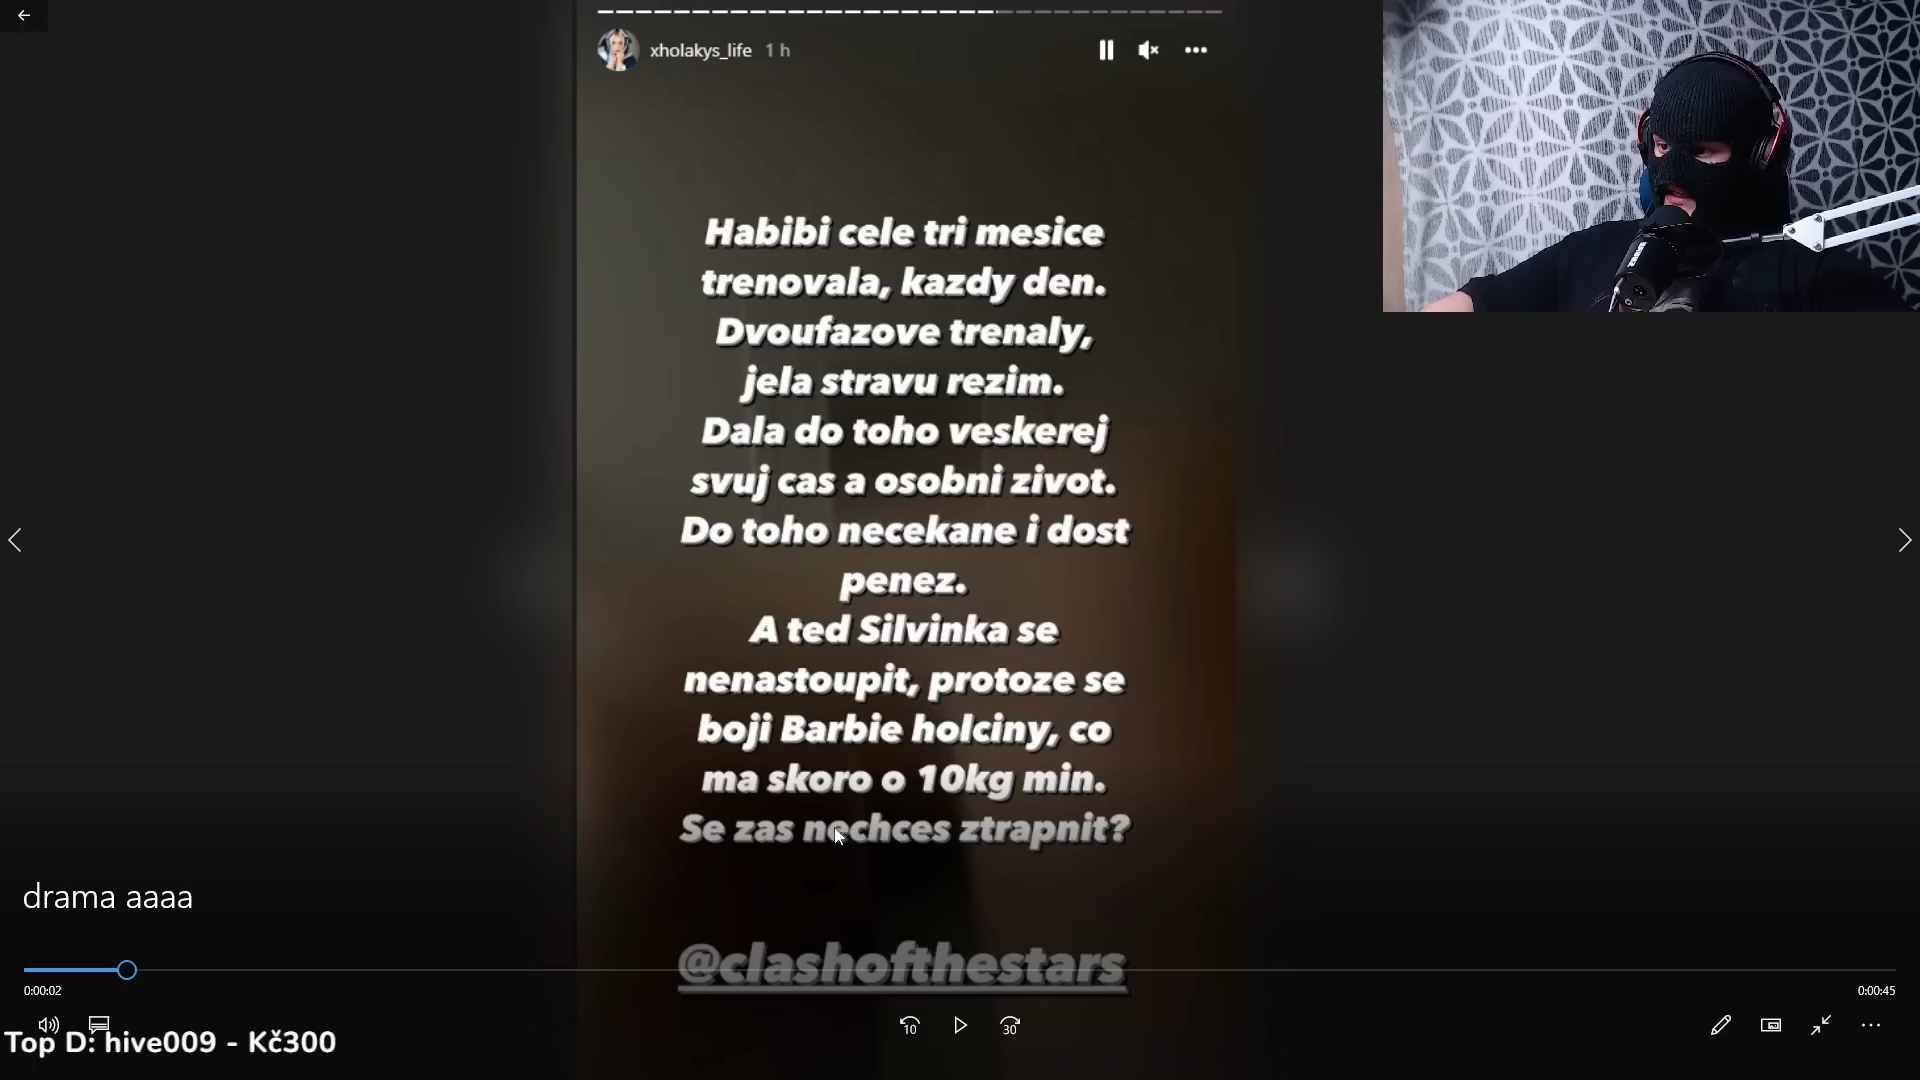 xholakys_life 1 h
Habibi cele tri mesice
trenovala, kazdy den.
Dvoufazove trenaly,
jela stravu rezim.
Dala do toho veskerej
svuj cas a osobni zivot.
Do toho necekane i dost
penez.
A ted Silvinka se
nenastoupit, protoze se
boji Barbie holciny, co
ma skoro o 10kg min.
Se zas nechces ztrapnit?
@clashofthestars
drama aaaa
0:00:02
0:00:45
10
30
Top D: hive009 - Kč300